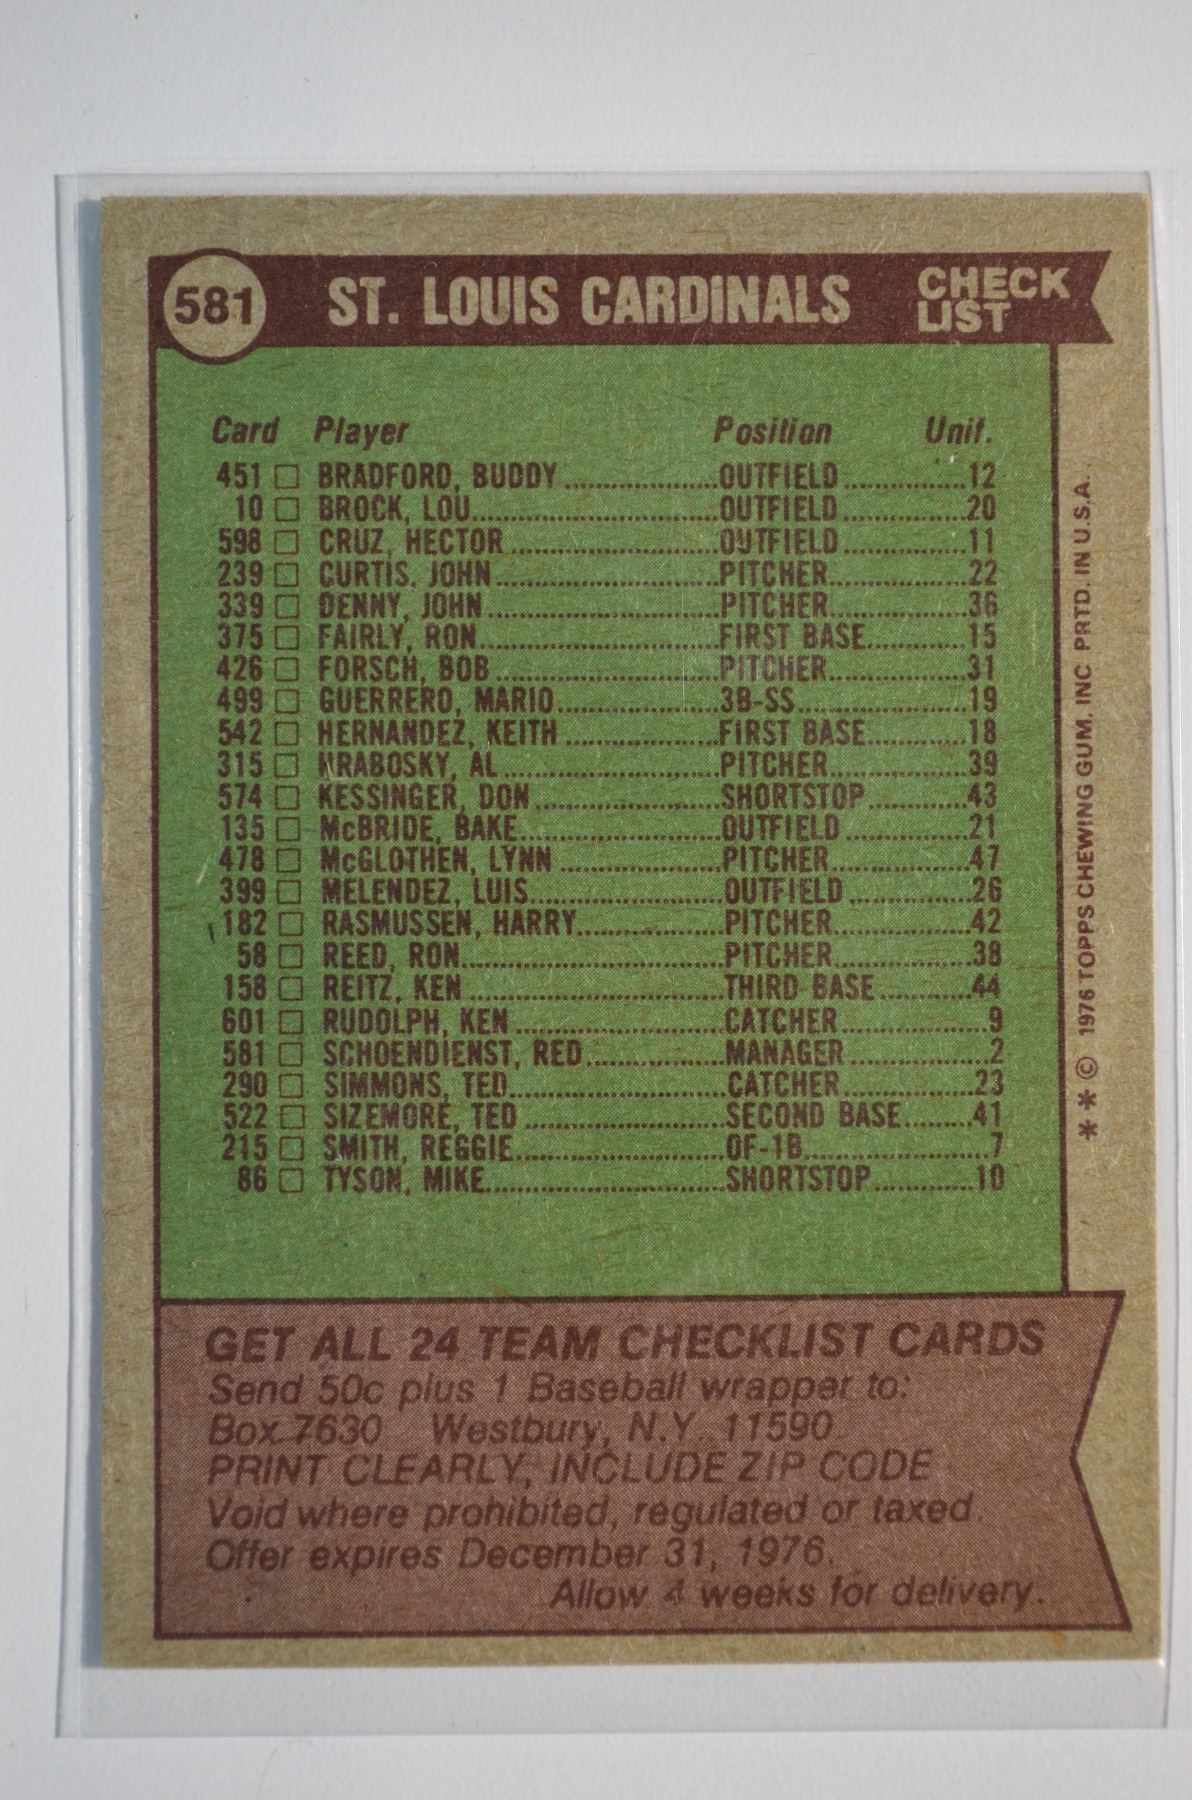 581 ST. LOUIS CARDINALS CHECK LIST
Card Player Position Unif.
451 □ BRADFORD, BUDDY OUTFIELD 12
10 □ BROCK, LOU OUTFIELD 20
598 □ CRUZ, HECTOR OUTFIELD 11
239 □ CURTIS, JOHN PITCHER 22
339 □ DENNY, JOHN PITCHER 36
375 □ FAIRLY, RON FIRST BASE 15
426 □ FORSCH, BOB PITCHER 31
499 □ GUERRERO, MARIO 3B-SS 19
542 □ HERNANDEZ, KEITH FIRST BASE 18
315 □ HRABOSKY, AL PITCHER 39
574 □ KESSINGER, DON SHORTSTOP 43
135 □ McBRIDE, BAKE OUTFIELD 21
478 □ McGLOTHEN, LYNN PITCHER 47
399 □ MELENDEZ, LUIS OUTFIELD 26
182 □ RASMUSSEN, HARRY PITCHER 42
58 □ REED, RON PITCHER 38
158 □ REITZ, KEN THIRD BASE 44
601 □ RUDOLPH, KEN CATCHER 9
581 □ SCHOENDIENST, RED MANAGER 2
290 □ SIMMONS, TED CATCHER 23
522 □ SIZEMORE, TED SECOND BASE 41
215 □ SMITH, REGGIE OF-1B 7
86 □ TYSON, MIKE SHORTSTOP 10
GET ALL 24 TEAM CHECKLIST CARDS
Send 50c plus 1 Baseball wrapper to:
Box 7630 Westbury, N.Y. 11590
PRINT CLEARLY, INCLUDE ZIP CODE
Void where prohibited, regulated or taxed.
Offer expires December 31, 1976.
Allow 4 weeks for delivery.
** © 1976 TOPPS CHEWING GUM, INC PRTD. IN U.S.A.